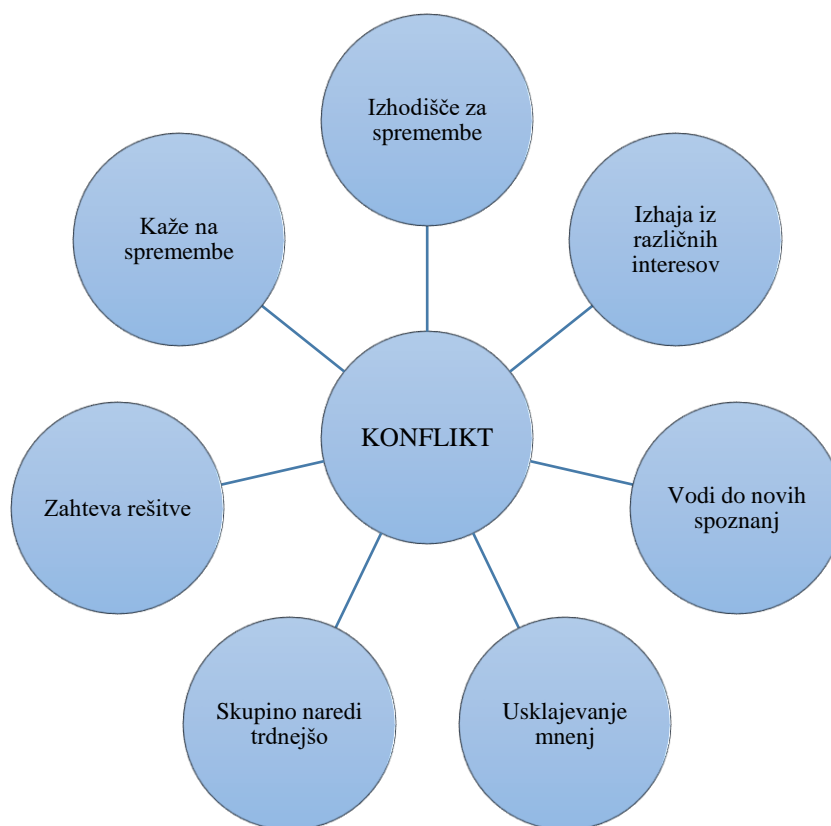 Izhodišče za
spremembe
Izhaja iz
različnih
interesov
Vodi do novih
spoznanj
Usklajevanje
mnenj
Skupino naredi
trdnejšo
Zahteva rešitve
Kaže na
spremembe
KONFLIKT